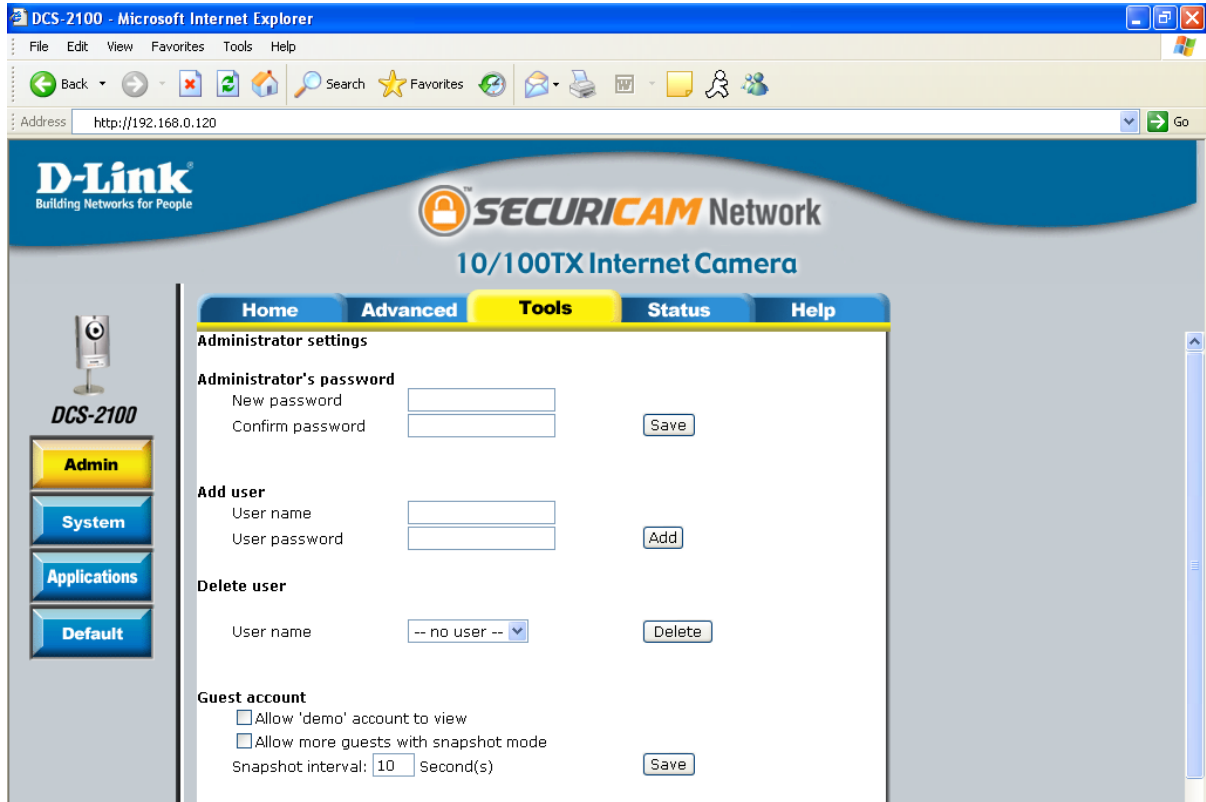 DCS-2100 - Microsoft Internet Explorer
File Edit View Favorites Tools Help
Back Search Favorites
Address http://192.168.0.120 Go
D-Link®
Building Networks for People
SECURICAM™ Network
10/100TX Internet Camera
Home Advanced Tools Status Help
DCS-2100
Admin
System
Applications
Default
Administrator settings
Administrator's password
New password
Confirm password Save
Add user
User name
User password Add
Delete user
User name -- no user -- Delete
Guest account
Allow 'demo' account to view
Allow more guests with snapshot mode
Snapshot interval: 10 Second(s) Save